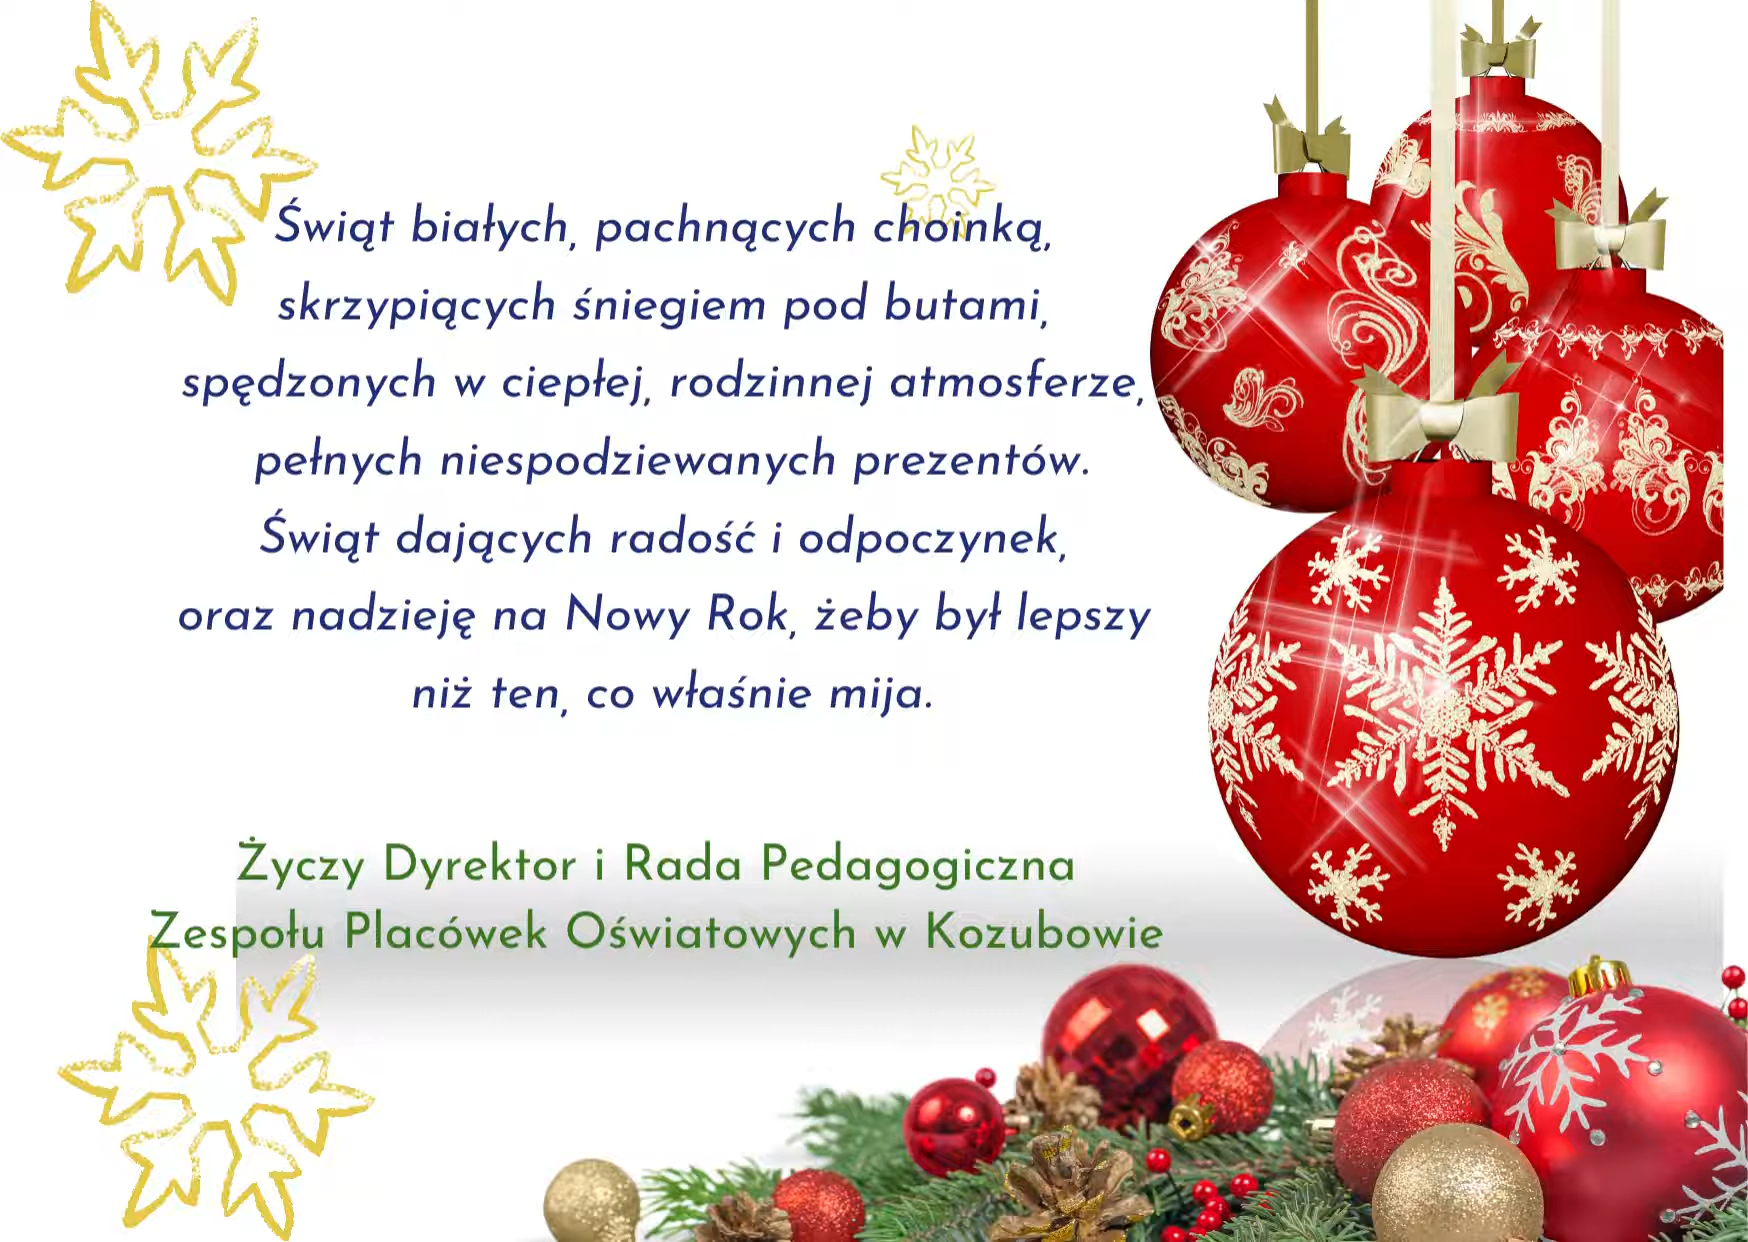 Świąt białych, pachnących choinką,
skrzypiących śniegiem pod butami,
spędzonych w ciepłej, rodzinnej atmosferze,
pełnych niespodziewanych prezentów.
Świąt dających radość i odpoczynek,
oraz nadzieję na Nowy Rok, żeby był lepszy
niż ten, co właśnie mija.
Życzy Dyrektor i Rada Pedagogiczna
Zespołu Placówek Oświatowych w Kozubowie